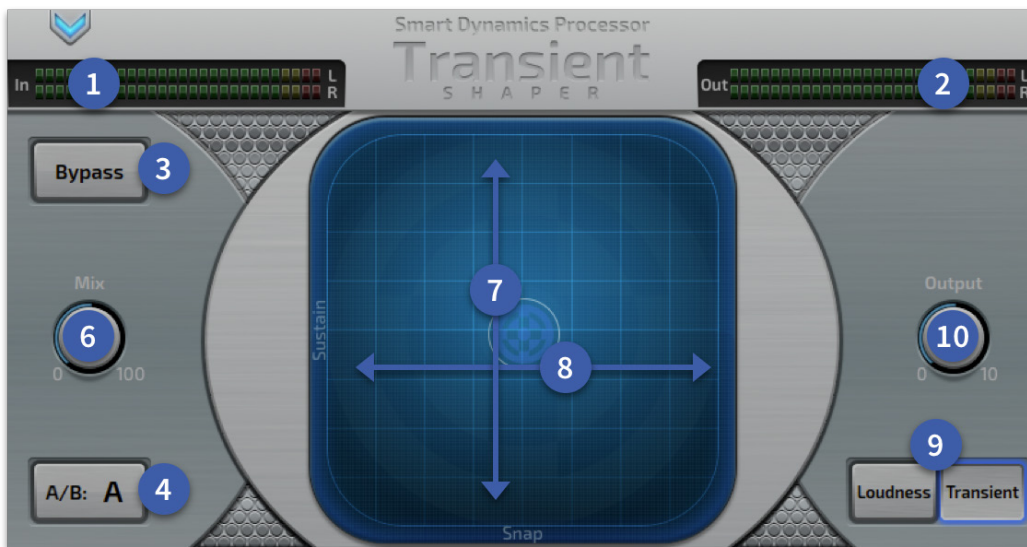 Smart Dynamics Processor
Transient
SHAPER
In
L
R
1
Out
L
R
2
Bypass
3
Mix
6
0
100
A/B: A
4
7
8
Sustain
Snap
Output
10
0
10
9
Loudness
Transient